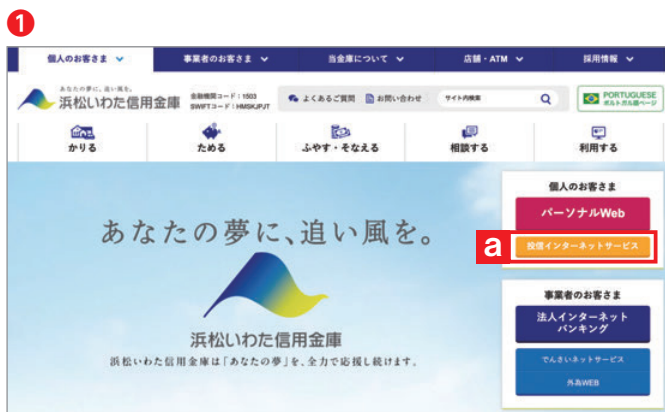 1
個人のお客さま 事業者のお客さま 当金庫について 店舗・ATM 採用情報
あなたの夢に、追い風を。
浜松いわた信用金庫
金融機関コード：1503
SWIFTコード：HMSKJPJT
よくあるご質問 お問い合わせ サイト内検索
PORTUGUESE
ポルトガル語ページ
かりる ためる ふやす・そなえる 相談する 利用する
あなたの夢に、追い風を。
浜松いわた信用金庫
浜松いわた信用金庫は「あなたの夢」を、全力で応援し続けます。
個人のお客さま
パーソナルWeb
a
投信インターネットサービス
事業者のお客さま
法人インターネット
バンキング
でんさいネットサービス
外為WEB